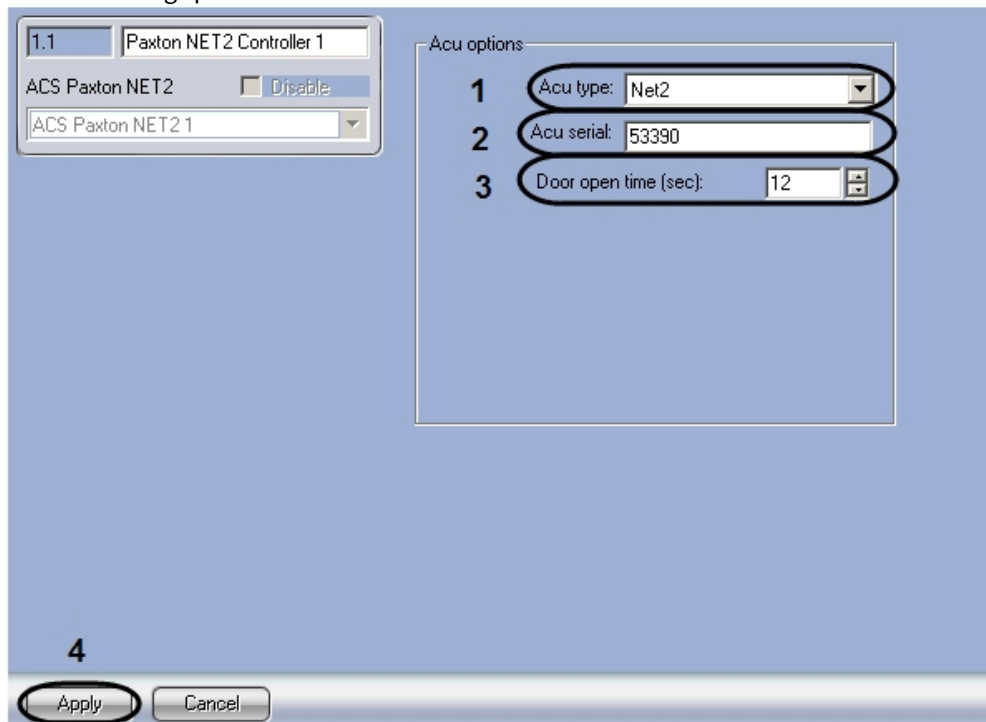 1.1 Paxton NET2 Controller 1
ACS Paxton NET2 Disable
ACS Paxton NET2 1
Acu options
1 Acu type: Net2
2 Acu serial: 53390
3 Door open time (sec): 12
4
Apply Cancel